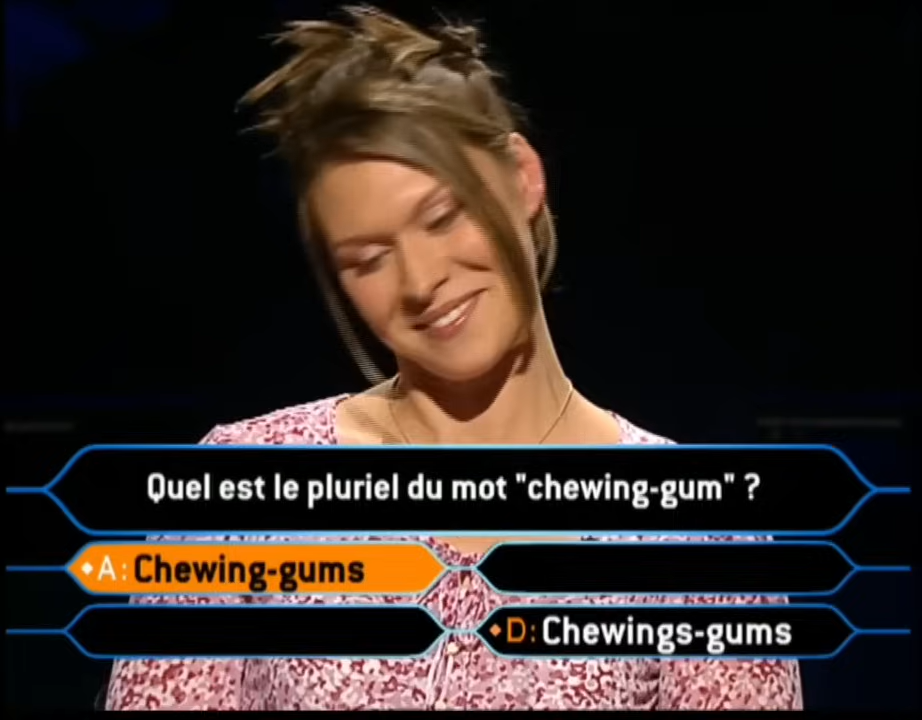 Quel est le pluriel du mot "chewing-gum" ?
A: Chewing-gums
D: Chewings-gums